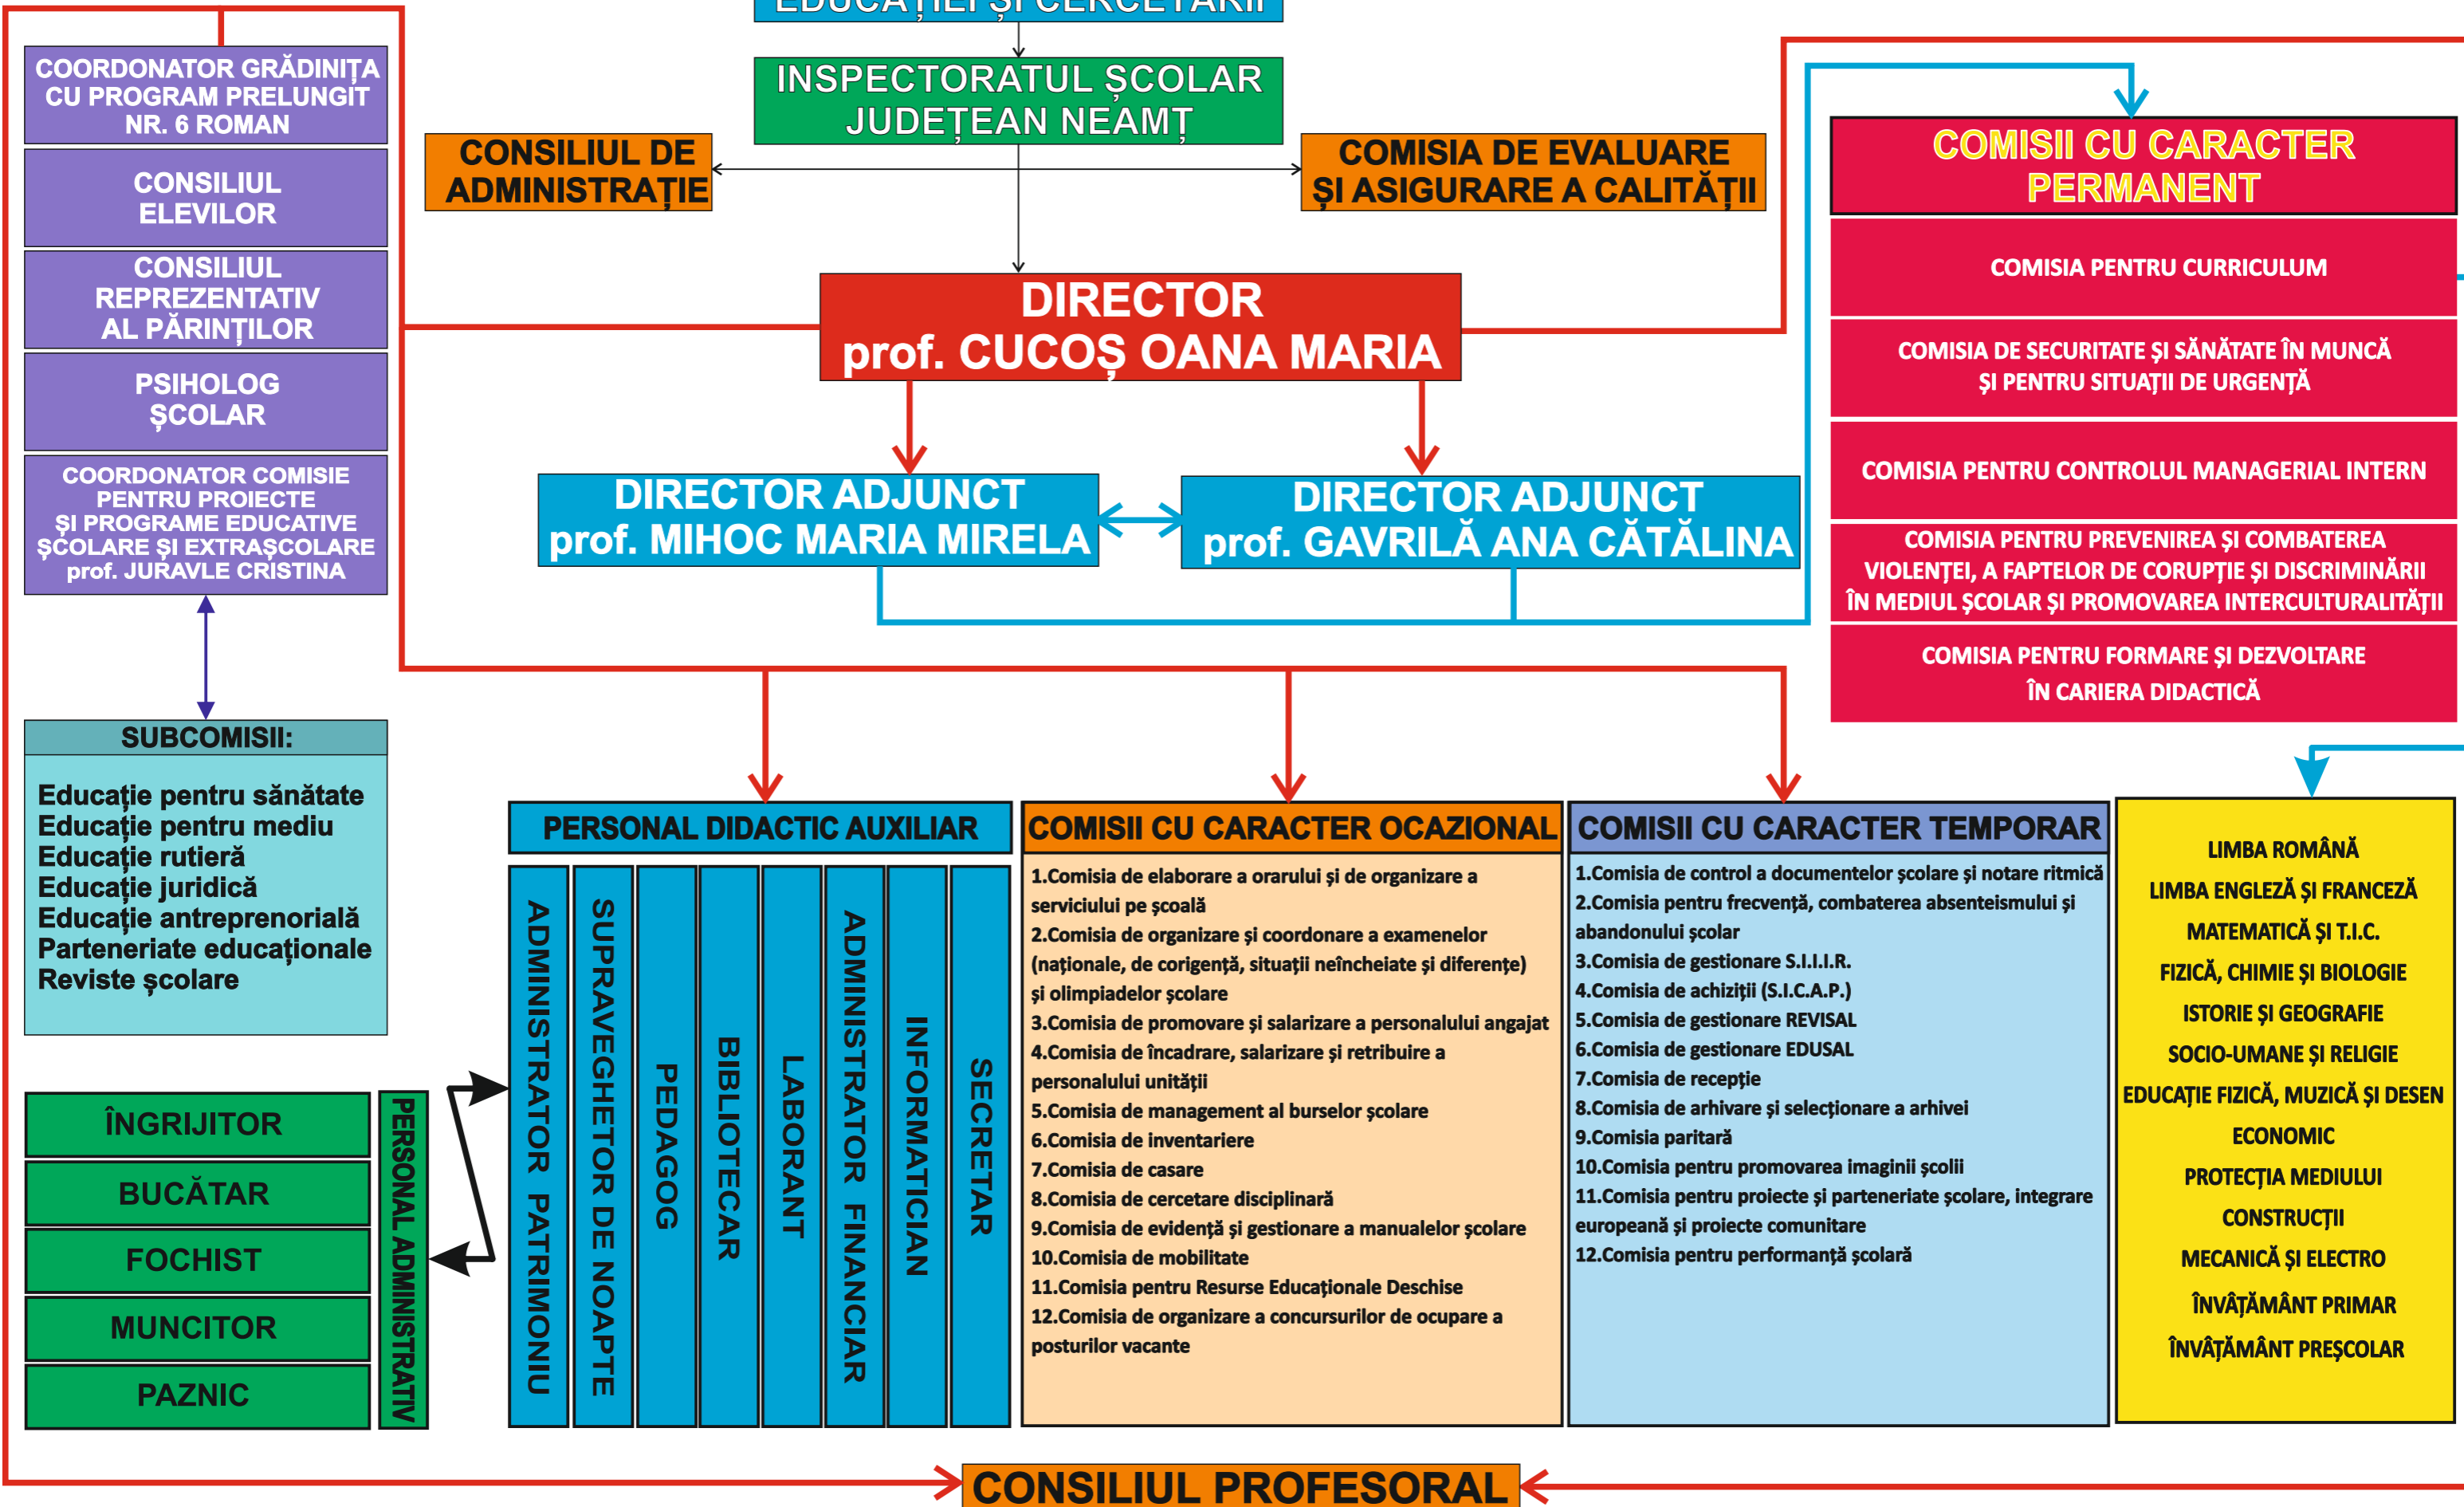 EDUCAȚIEI ȘI CERCETĂRII
INSPECTORATUL ȘCOLAR
JUDEȚEAN NEAMȚ
CONSILIUL DE
ADMINISTRAȚIE
COMISIA DE EVALUARE
ȘI ASIGURARE A CALITĂȚII
DIRECTOR
prof. CUCOȘ OANA MARIA
DIRECTOR ADJUNCT
prof. MIHOC MARIA MIRELA
DIRECTOR ADJUNCT
prof. GAVRILĂ ANA CĂTĂLINA
COORDONATOR GRĂDINIȚA
CU PROGRAM PRELUNGIT
NR. 6 ROMAN
CONSILIUL
ELEVILOR
CONSILIUL
REPREZENTATIV
AL PĂRINȚILOR
PSIHOLOG
ȘCOLAR
COORDONATOR COMISIE
PENTRU PROIECTE
ȘI PROGRAME EDUCATIVE
ȘCOLARE ȘI EXTRAȘCOLARE
prof. JURAVLE CRISTINA
SUBCOMISII:
Educație pentru sănătate
Educație pentru mediu
Educație rutieră
Educație juridică
Educație antreprenorială
Parteneriate educaționale
Reviste școlare
ÎNGRIJITOR
BUCĂTAR
FOCHIST
MUNCITOR
PAZNIC
PERSONAL ADMINISTRATIV
PERSONAL DIDACTIC AUXILIAR
ADMINISTRATOR PATRIMONIU
SUPRAVEGHETOR DE NOAPTE
PEDAGOG
BIBLIOTECAR
LABORANT
ADMINISTRATOR FINANCIAR
INFORMATICIAN
SECRETAR
COMISII CU CARACTER OCAZIONAL
1.Comisia de elaborare a orarului și de organizare a
serviciului pe școală
2.Comisia de organizare și coordonare a examenelor
(naționale, de corigență, situații neîncheiate și diferențe)
și olimpiadelor școlare
3.Comisia de promovare și salarizare a personalului angajat
4.Comisia de încadrare, salarizare și retribuire a
personalului unității
5.Comisia de management al burselor școlare
6.Comisia de inventariere
7.Comisia de casare
8.Comisia de cercetare disciplinară
9.Comisia de evidență și gestionare a manualelor școlare
10.Comisia de mobilitate
11.Comisia pentru Resurse Educaționale Deschise
12.Comisia de organizare a concursurilor de ocupare a
posturilor vacante
COMISII CU CARACTER TEMPORAR
1.Comisia de control a documentelor școlare și notare ritmică
2.Comisia pentru frecvență, combaterea absenteismului și
abandonului școlar
3.Comisia de gestionare S.I.I.I.R.
4.Comisia de achiziții (S.I.C.A.P.)
5.Comisia de gestionare REVISAL
6.Comisia de gestionare EDUSAL
7.Comisia de recepție
8.Comisia de arhivare și selecționare a arhivei
9.Comisia paritară
10.Comisia pentru promovarea imaginii școlii
11.Comisia pentru proiecte și parteneriate școlare, integrare
europeană și proiecte comunitare
12.Comisia pentru performanță școlară
COMISII CU CARACTER
PERMANENT
COMISIA PENTRU CURRICULUM
COMISIA DE SECURITATE ȘI SĂNĂTATE ÎN MUNCĂ
ȘI PENTRU SITUAȚII DE URGENȚĂ
COMISIA PENTRU CONTROLUL MANAGERIAL INTERN
COMISIA PENTRU PREVENIREA ȘI COMBATEREA
VIOLENȚEI, A FAPTELOR DE CORUPȚIE ȘI DISCRIMINĂRII
ÎN MEDIUL ȘCOLAR ȘI PROMOVAREA INTERCULTURALITĂȚII
COMISIA PENTRU FORMARE ȘI DEZVOLTARE
ÎN CARIERA DIDACTICĂ
LIMBA ROMÂNĂ
LIMBA ENGLEZĂ ȘI FRANCEZĂ
MATEMATICĂ ȘI T.I.C.
FIZICĂ, CHIMIE ȘI BIOLOGIE
ISTORIE ȘI GEOGRAFIE
SOCIO-UMANE ȘI RELIGIE
EDUCAȚIE FIZICĂ, MUZICĂ ȘI DESEN
ECONOMIC
PROTECȚIA MEDIULUI
CONSTRUCȚII
MECANICĂ ȘI ELECTRO
ÎNVÂȚĂMÂNT PRIMAR
ÎNVÂȚĂMÂNT PREȘCOLAR
CONSILIUL PROFESORAL